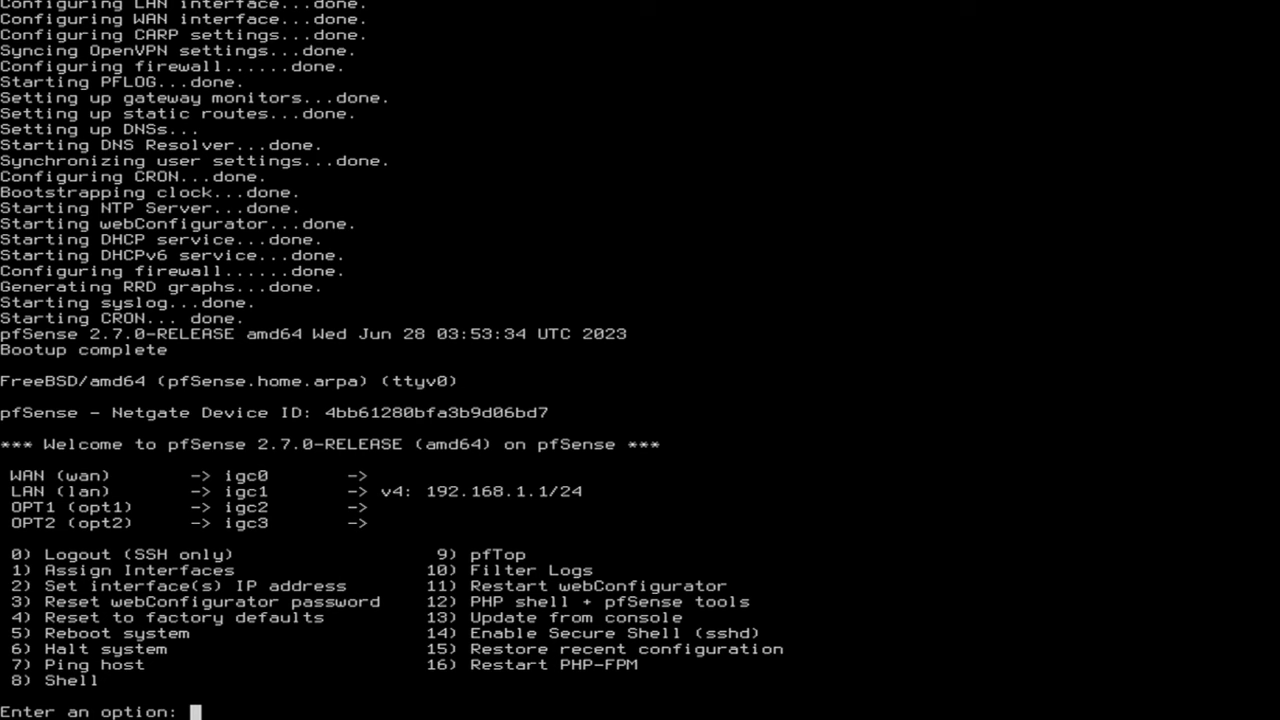 Configuring LAN interface...done.
Configuring WAN interface...done.
Configuring CARP settings...done.
Syncing OpenVPN settings...done.
Configuring firewall......done.
Starting PFLOG...done.
Setting up gateway monitors...done.
Setting up static routes...done.
Setting up DNSs...
Starting DNS Resolver...done.
Synchronizing user settings...done.
Configuring CRON...done.
Bootstrapping clock...done.
Starting NTP Server...done.
Starting webConfigurator...done.
Starting DHCP service...done.
Starting DHCPv6 service...done.
Configuring firewall......done.
Generating RRD graphs...done.
Starting syslog...done.
Starting CRON... done.
pfSense 2.7.0-RELEASE amd64 Wed Jun 28 03:53:34 UTC 2023
Bootup complete
FreeBSD/amd64 (pfSense.home.arpa) (ttyv0)
pfSense - Netgate Device ID: 4bb61280bfa3b9d06bd7
*** Welcome to pfSense 2.7.0-RELEASE (amd64) on pfSense ***
WAN (wan) -> igc0 ->
LAN (lan) -> igc1 -> v4: 192.168.1.1/24
OPT1 (opt1) -> igc2 ->
OPT2 (opt2) -> igc3 ->
0) Logout (SSH only) 9) pfTop
1) Assign Interfaces 10) Filter Logs
2) Set interface(s) IP address 11) Restart webConfigurator
3) Reset webConfigurator password 12) PHP shell + pfSense tools
4) Reset to factory defaults 13) Update from console
5) Reboot system 14) Enable Secure Shell (sshd)
6) Halt system 15) Restore recent configuration
7) Ping host 16) Restart PHP-FPM
8) Shell
Enter an option: